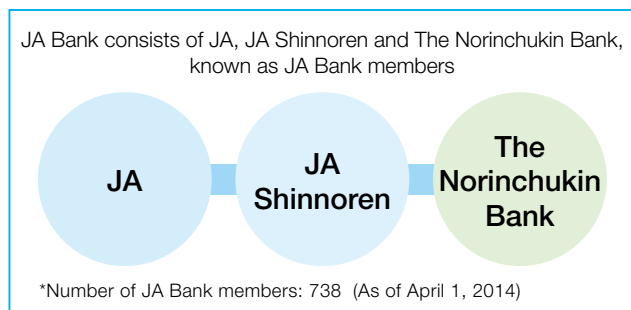 JA Bank consists of JA, JA Shinnoren and The Norinchukin Bank,
known as JA Bank members
JA
JA
Shinnoren
The
Norinchukin
Bank
*Number of JA Bank members: 738  (As of April 1, 2014)